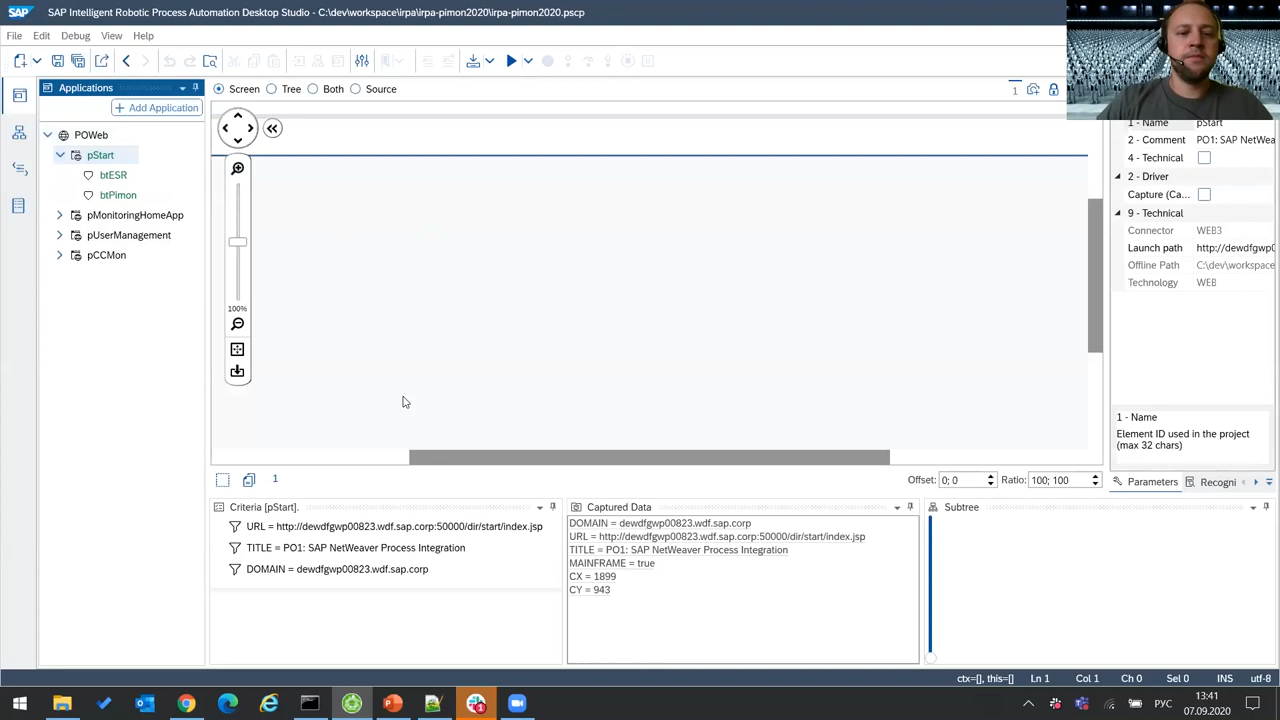 SAP Intelligent Robotic Process Automation Desktop Studio - C:\dev\workspace\irpa-pimon2020\irpa-pimon2020.pscp
File Edit Debug View Help
Applications
Screen Tree Both Source
1
+ Add Application
POWeb
pStart
btESR
btPimon
pMonitoringHomeApp
pUserManagement
pCCMon
100%
1 - Name pStart
2 - Comment PO1: SAP NetWea
4 - Technical
2 - Driver
Capture (Ca...
9 - Technical
Connector WEB3
Launch path http://dewdfgwp0
Offline Path C:\dev\workspace
Technology WEB
1 - Name
Element ID used in the project
(max 32 chars)
1
Offset: 0; 0 Ratio: 100; 100
Parameters Recogni
Criteria [pStart].
URL = http://dewdfgwp00823.wdf.sap.corp:50000/dir/start/index.jsp
TITLE = PO1: SAP NetWeaver Process Integration
DOMAIN = dewdfgwp00823.wdf.sap.corp
Captured Data
DOMAIN = dewdfgwp00823.wdf.sap.corp
URL = http://dewdfgwp00823.wdf.sap.corp:50000/dir/start/index.jsp
TITLE = PO1: SAP NetWeaver Process Integration
MAINFRAME = true
CX = 1899
CY = 943
Subtree
ctx=[], this=[] Ln 1 Col 1 Ch 0 Sel 0 INS utf-8
РУС
13:41
07.09.2020